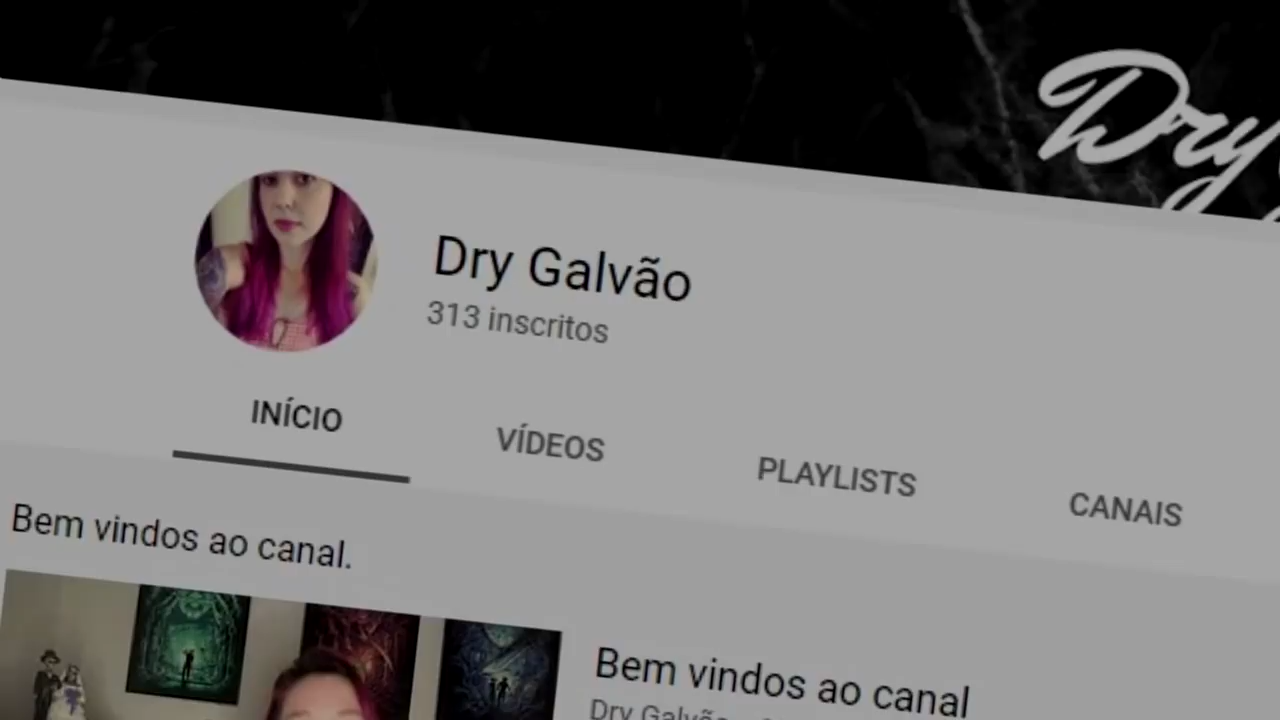 Dry
Dry Galvão
313 inscritos
INÍCIO
VÍDEOS
PLAYLISTS
CANAIS
Bem vindos ao canal.
Bem vindos ao canal
Dry Galvão